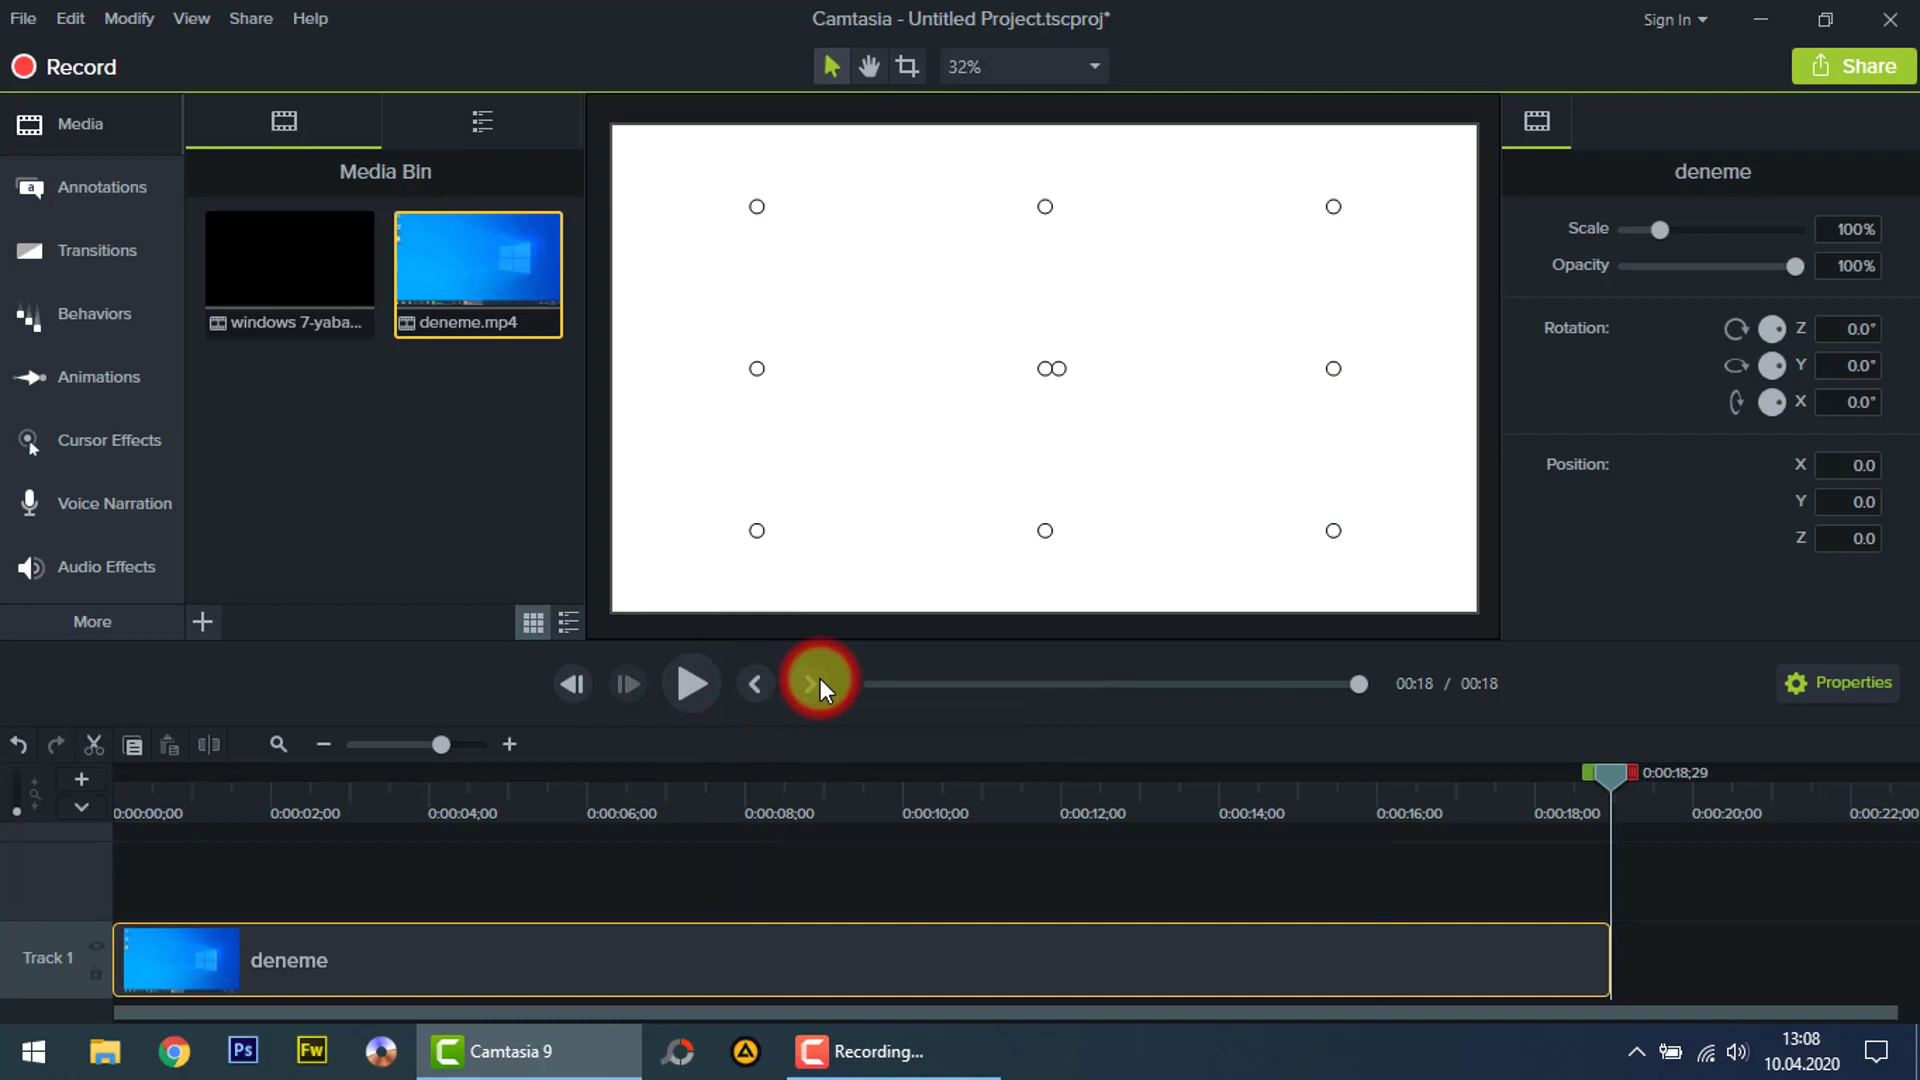 File Edit Modify View Share Help
Camtasia - Untitled Project.tscproj*
Sign In
Record
32%
Share
Media
Annotations
Transitions
Behaviors
Animations
Cursor Effects
Voice Narration
Audio Effects
More
Media Bin
windows 7-yaba...
deneme.mp4
deneme
Scale 100%
Opacity 100%
Rotation: Z 0.0°
Y 0.0°
X 0.0°
Position: X 0.0
Y 0.0
Z 0.0
00:18 / 00:18
Properties
0:00:18;29
0:00:00;00 0:00:02;00 0:00:04;00 0:00:06;00 0:00:08;00 0:00:10;00 0:00:12;00 0:00:14;00 0:00:16;00 0:00:18;00 0:00:20;00 0:00:22;00
Track 1
deneme
Ps
Fw
Camtasia 9
Recording...
13:08
10.04.2020